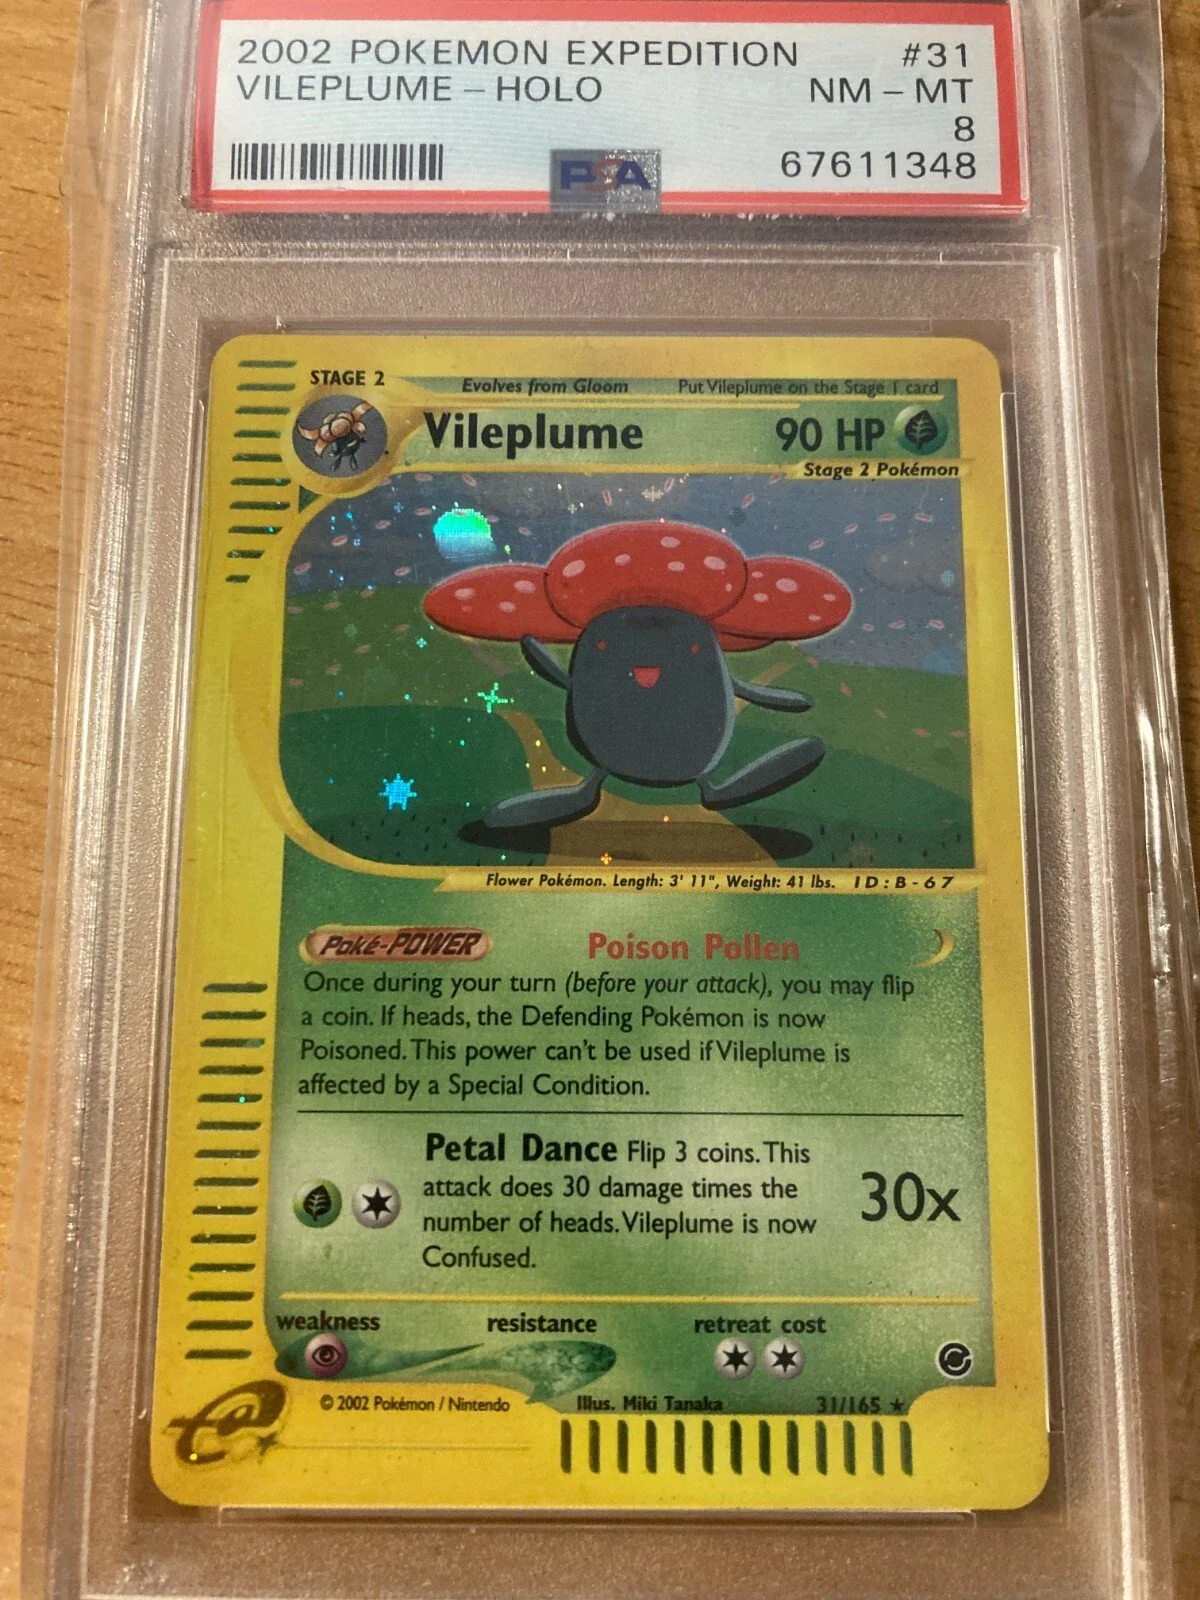 2002 POKEMON EXPEDITION #31
VILEPLUME – HOLO NM – MT
8
PSA 67611348
STAGE 2 Evolves from Gloom Put Vileplume on the Stage 1 card
Vileplume 90 HP
Stage 2 Pokémon
Flower Pokémon. Length: 3' 11", Weight: 41 lbs. ID:B-67
Poké-POWER Poison Pollen
Once during your turn (before your attack), you may flip
a coin. If heads, the Defending Pokémon is now
Poisoned. This power can't be used if Vileplume is
affected by a Special Condition.
Petal Dance Flip 3 coins. This
attack does 30 damage times the
number of heads. Vileplume is now
Confused.
30x
weakness resistance retreat cost
© 2002 Pokémon / Nintendo Illus. Miki Tanaka 31/165 ★
e